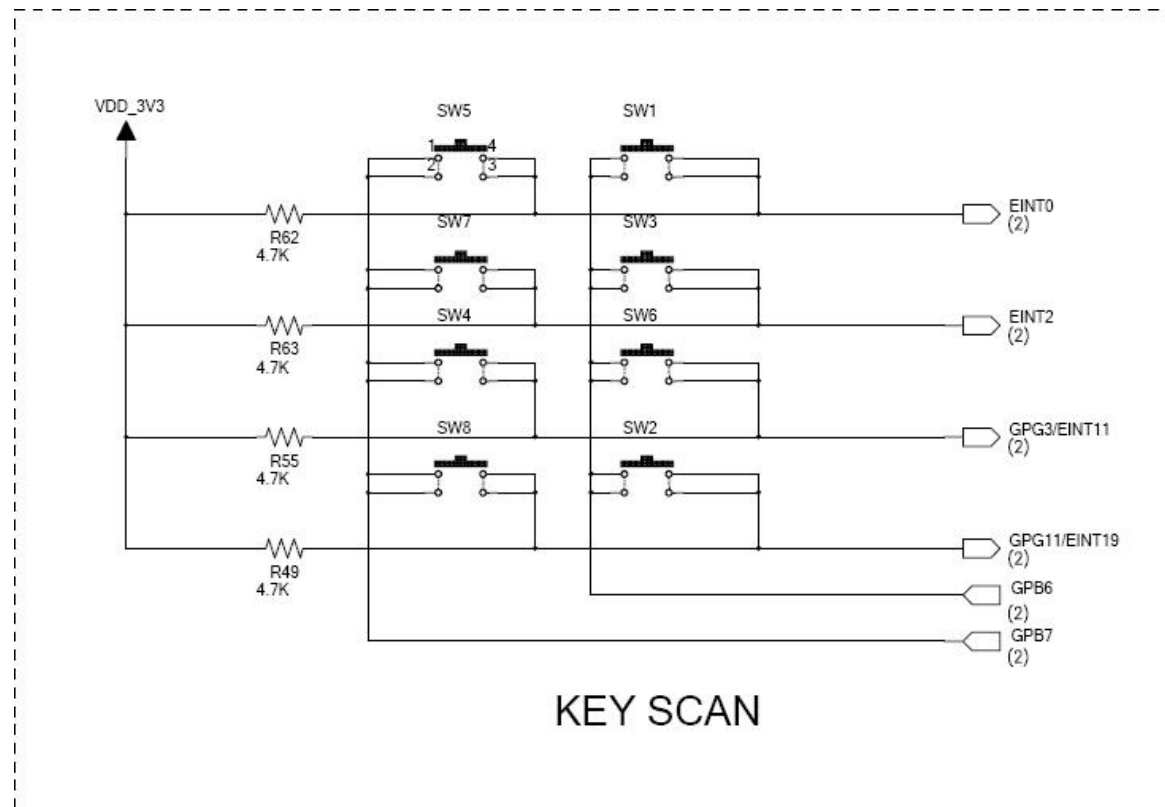 VDD_3V3
SW5
SW1
1
4
2
3
R62
4.7K
EINT0
(2)
SW7
SW3
R63
4.7K
EINT2
(2)
SW4
SW6
R55
4.7K
GPG3/EINT11
(2)
SW8
SW2
R49
4.7K
GPG11/EINT19
(2)
GPB6
(2)
GPB7
(2)
KEY SCAN